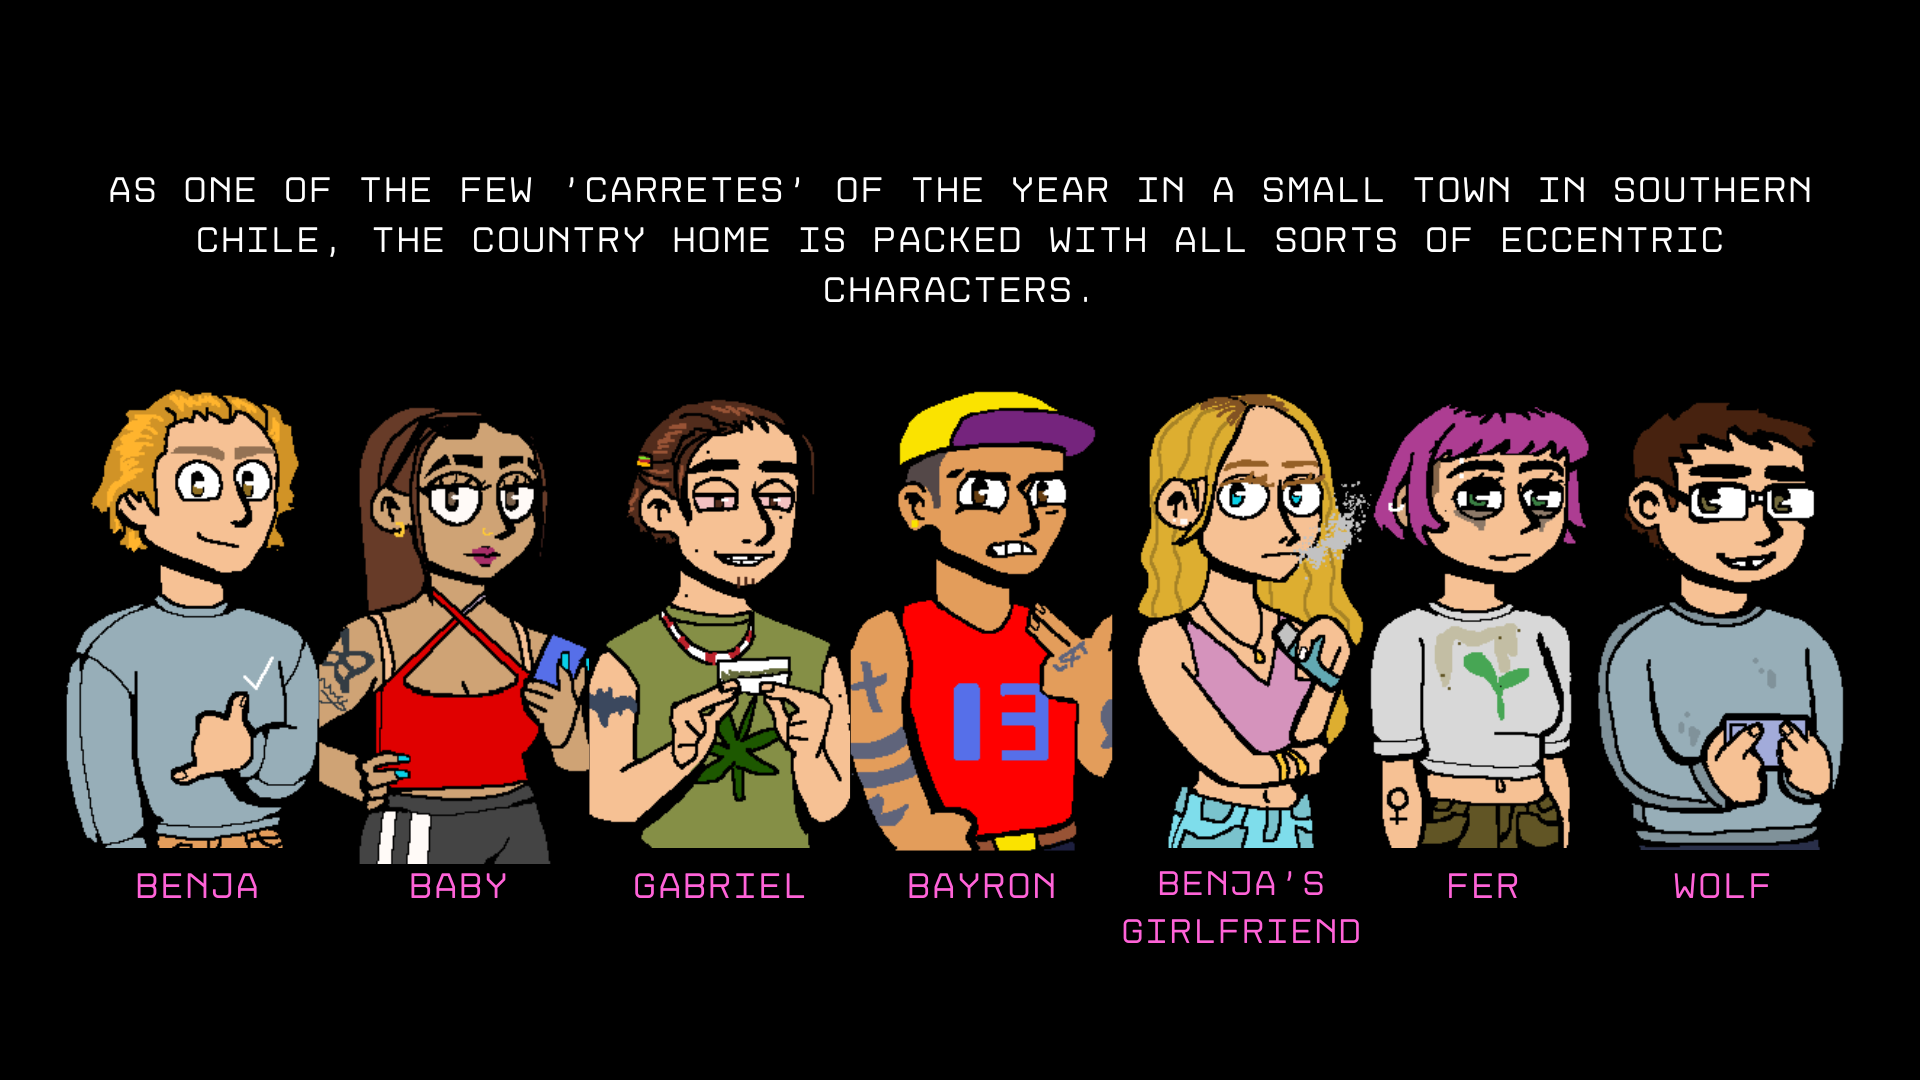 AS ONE OF THE FEW 'CARRETES' OF THE YEAR IN A SMALL TOWN IN SOUTHERN
CHILE, THE COUNTRY HOME IS PACKED WITH ALL SORTS OF ECCENTRIC
CHARACTERS.
13
BENJA
BABY
GABRIEL
BAYRON
BENJA'S
GIRLFRIEND
FER
WOLF